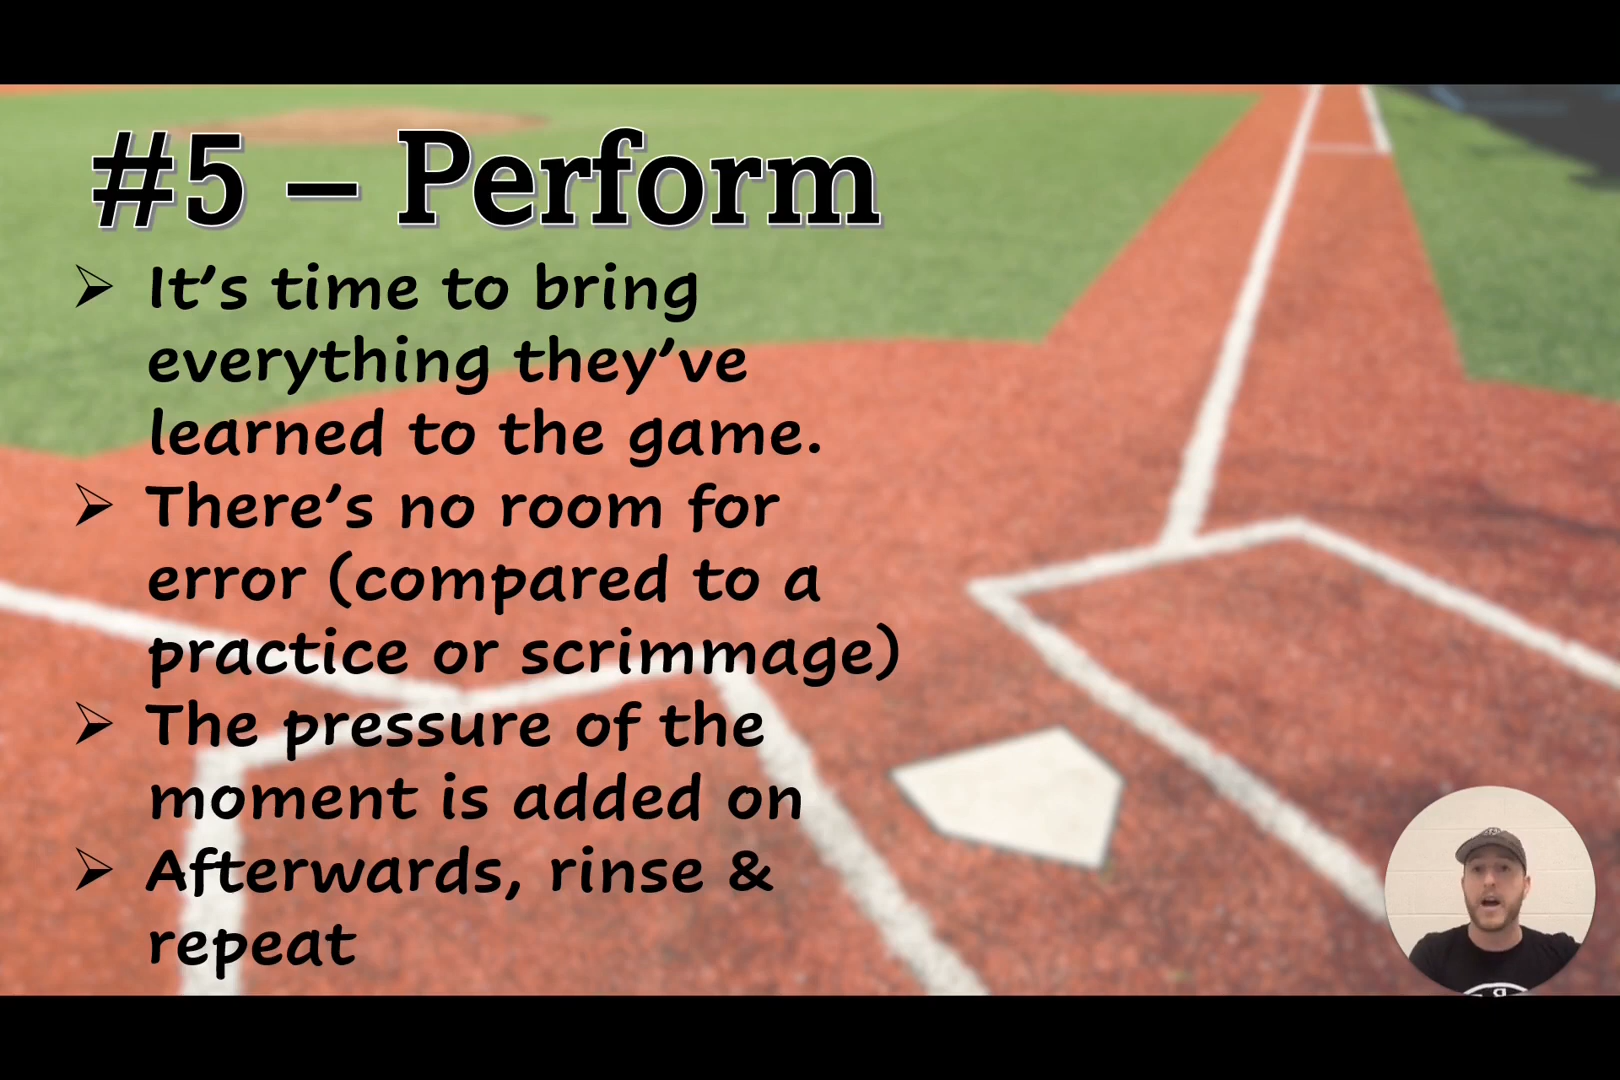 #5 – Perform
➢ It’s time to bring
everything they’ve
learned to the game.
➢ There’s no room for
error (compared to a
practice or scrimmage)
➢ The pressure of the
moment is added on
➢ Afterwards, rinse &
repeat